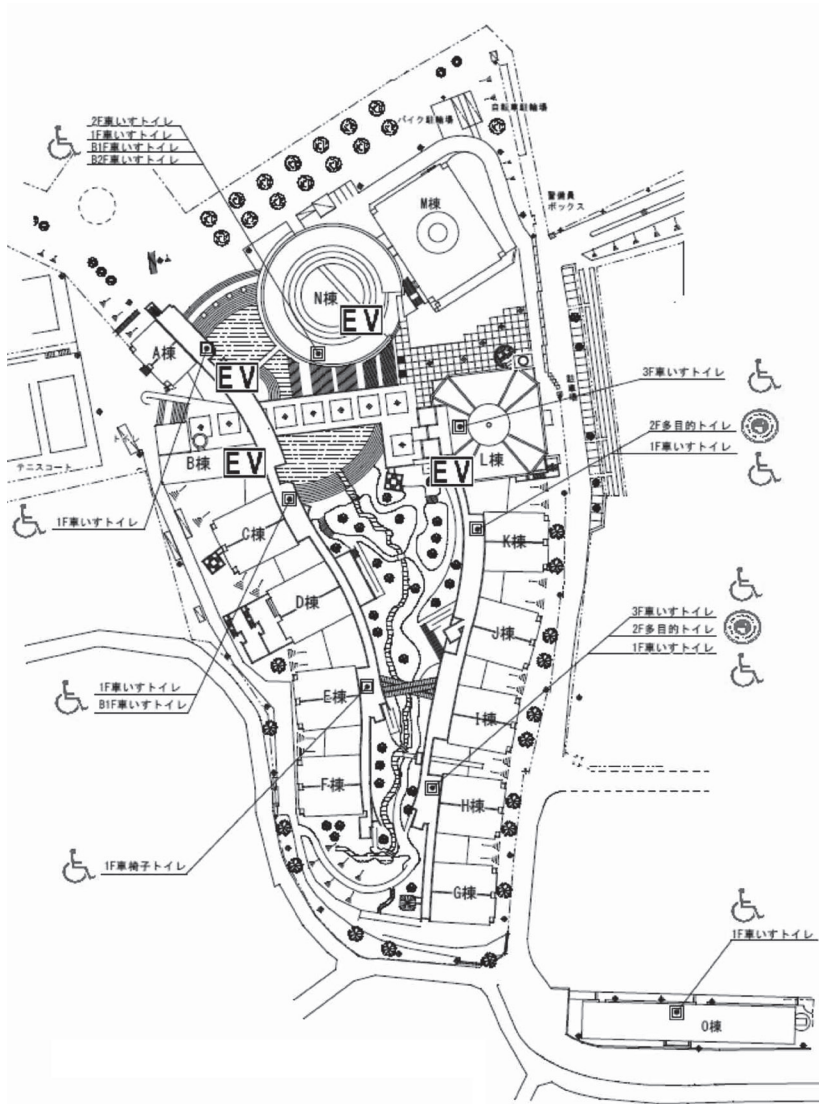 2F車いすトイレ
1F車いすトイレ
B1F車いすトイレ
B2F車いすトイレ
バイク駐輪場
自転車駐輪場
警備員
ボックス
M棟
N棟
EV
A棟
EV
駐車場
3F車いすトイレ
2F多目的トイレ
1F車いすトイレ
L棟
EV
B棟
EV
テニスコート
1F車いすトイレ
C棟
K棟
D棟
J棟
3F車いすトイレ
2F多目的トイレ
1F車いすトイレ
1F車いすトイレ
B1F車いすトイレ
E棟
I棟
F棟
H棟
1F車椅子トイレ
G棟
1F車いすトイレ
O棟